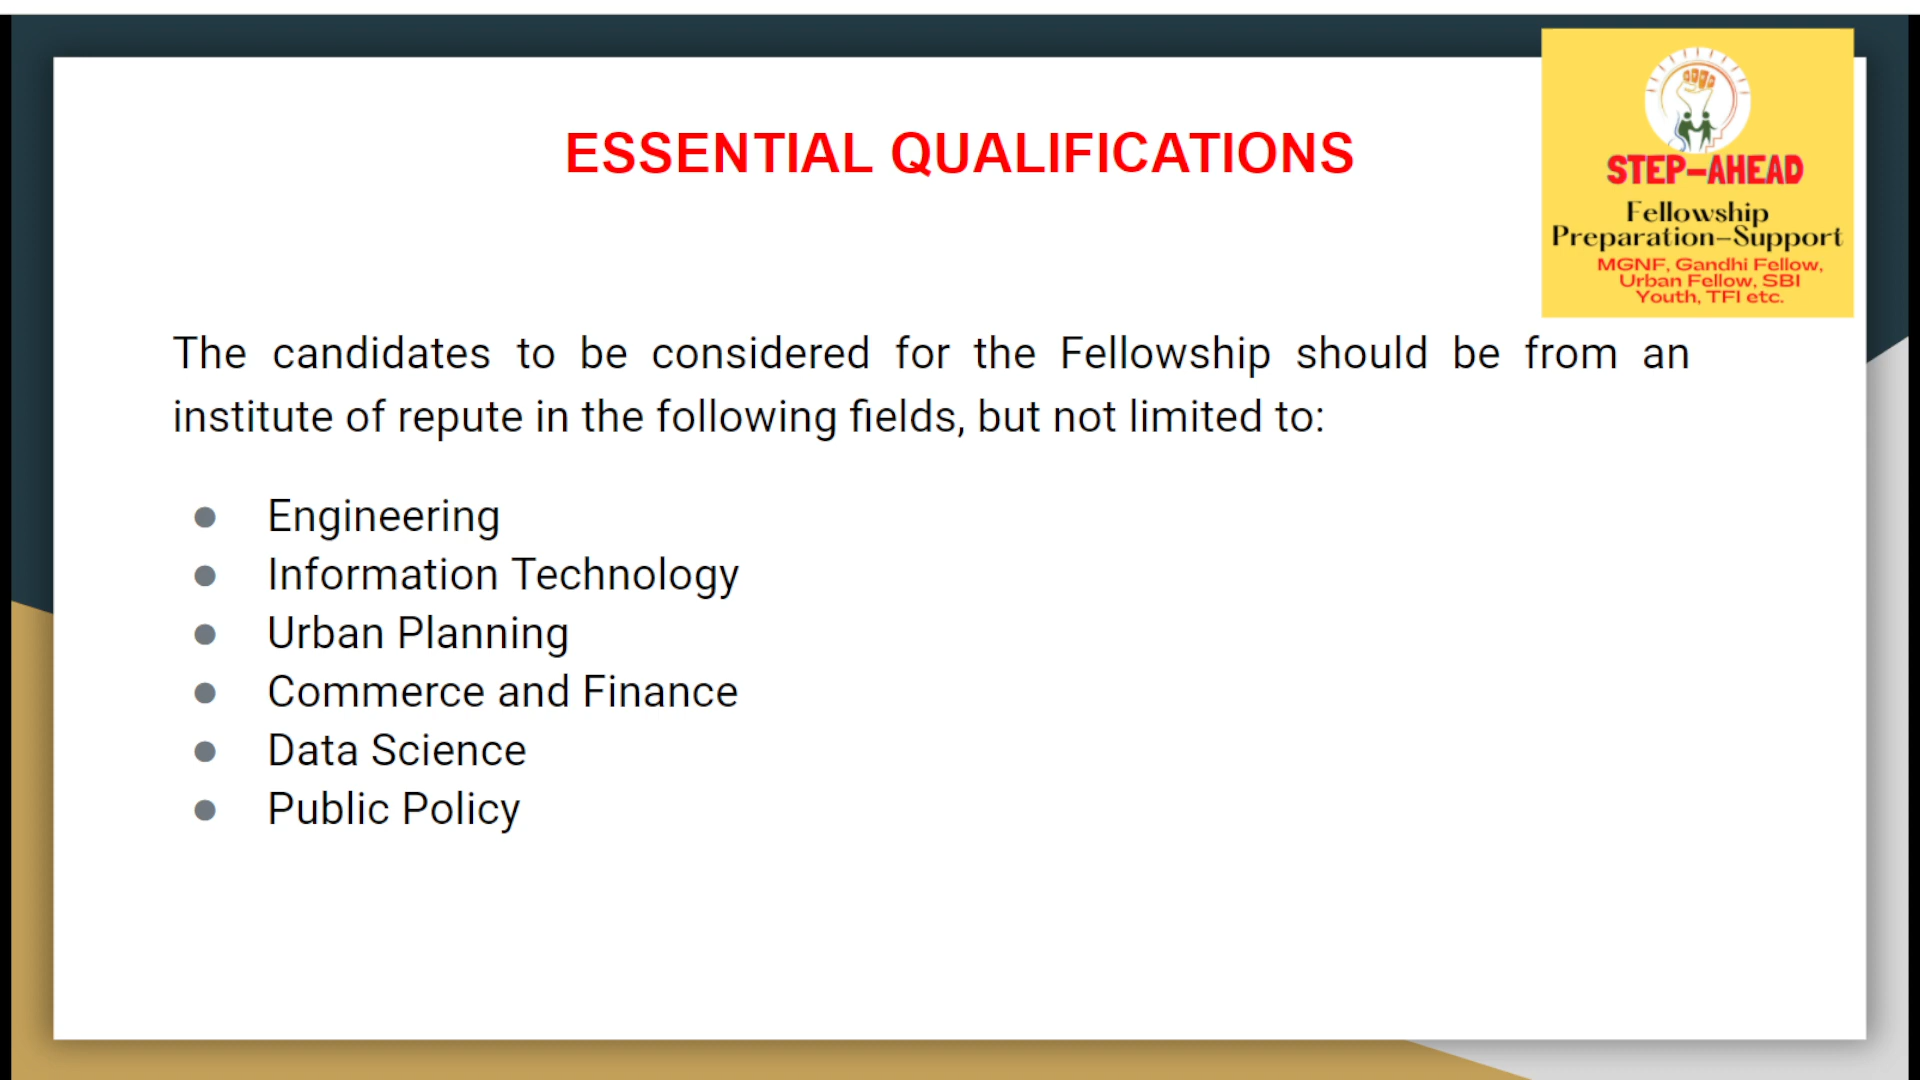 ESSENTIAL QUALIFICATIONS
STEP-AHEAD
Fellowship
Preparation-Support
MGNF, Gandhi Fellow,
Urban Fellow, SBI
Youth, TFI etc.
The candidates to be considered for the Fellowship should be from an
institute of repute in the following fields, but not limited to:
● Engineering
● Information Technology
● Urban Planning
● Commerce and Finance
● Data Science
● Public Policy